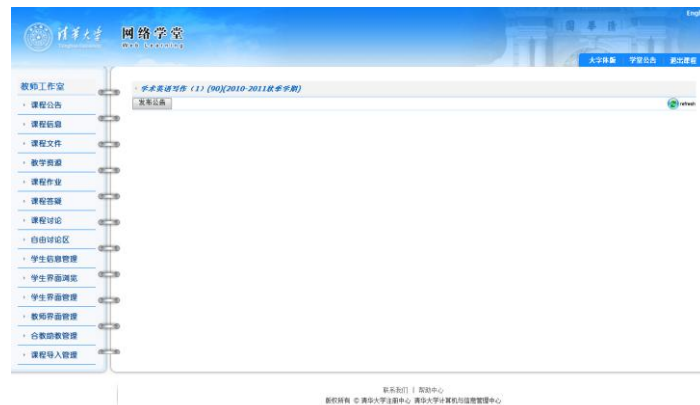 清华大学
网络学堂
Web Learning
Engl
大字体版 学堂公告 退出课程
教师工作室
课程公告
课程信息
课程文件
教学资源
课程作业
课程答疑
课程讨论
自由讨论区
学生信息管理
学生界面浏览
学生界面管理
教师界面管理
合教助教管理
课程导入管理
学术英语写作（1）(90)(2010-2011秋季学期)
发布公告
refresh
联系我们 | 帮助中心
版权所有 © 清华大学注册中心 清华大学计算机与信息管理中心